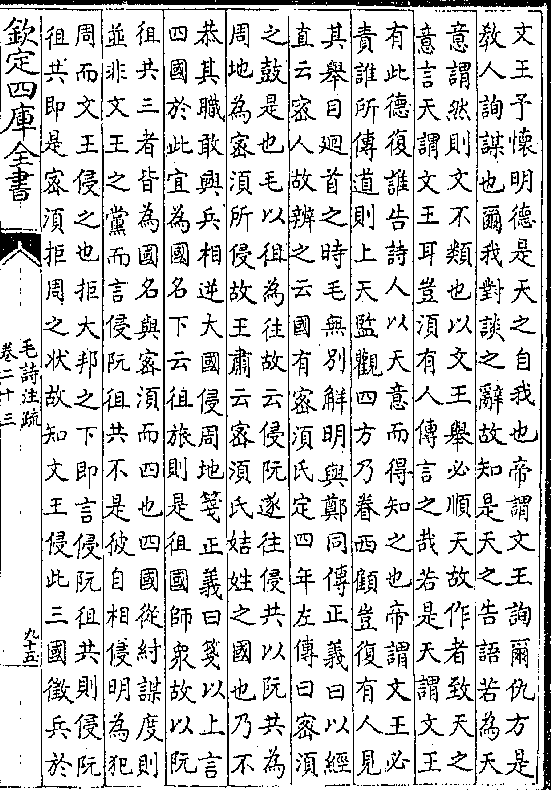 文王予懷明德是天之自我也帝謂文王詢爾仇方是
教人詢謀也爾我對談之辭故知是天之告語若為天
意謂然則文不類也以文王舉必順天故作者致天之
意言天謂文王耳豈須有人傳言之哉若是天謂文王
有此德復誰告詩人以天意而得知之也帝謂文王必
責誰所傳道則上天監觀四方乃眷西顧豈復有人見
其舉目迴首之時毛無別解明與鄭同傳正義曰以經
直云密人故辨之云國有密須氏定四年左傳曰密須
之鼓是也毛以徂為往故云侵阮遂往侵共以阮共為
周地為密須所侵故王肅云密須氏姞姓之國也乃不
恭其職敢興兵相逆大國侵周地箋正義曰箋以上言
四國於此宜為國名下云徂旅則是徂國師衆故以阮
徂共三者皆為國名與密須而四也四國從紂謀度則
並非文王之黨而言侵阮徂共不是彼自相侵明為犯
周而文王侵之也拒大邦之下即言侵阮徂共則侵阮
徂共即是密須拒周之状故知文王侵此三國徵兵於
欽定四庫全書
毛詩注疏
卷二十三
九十五